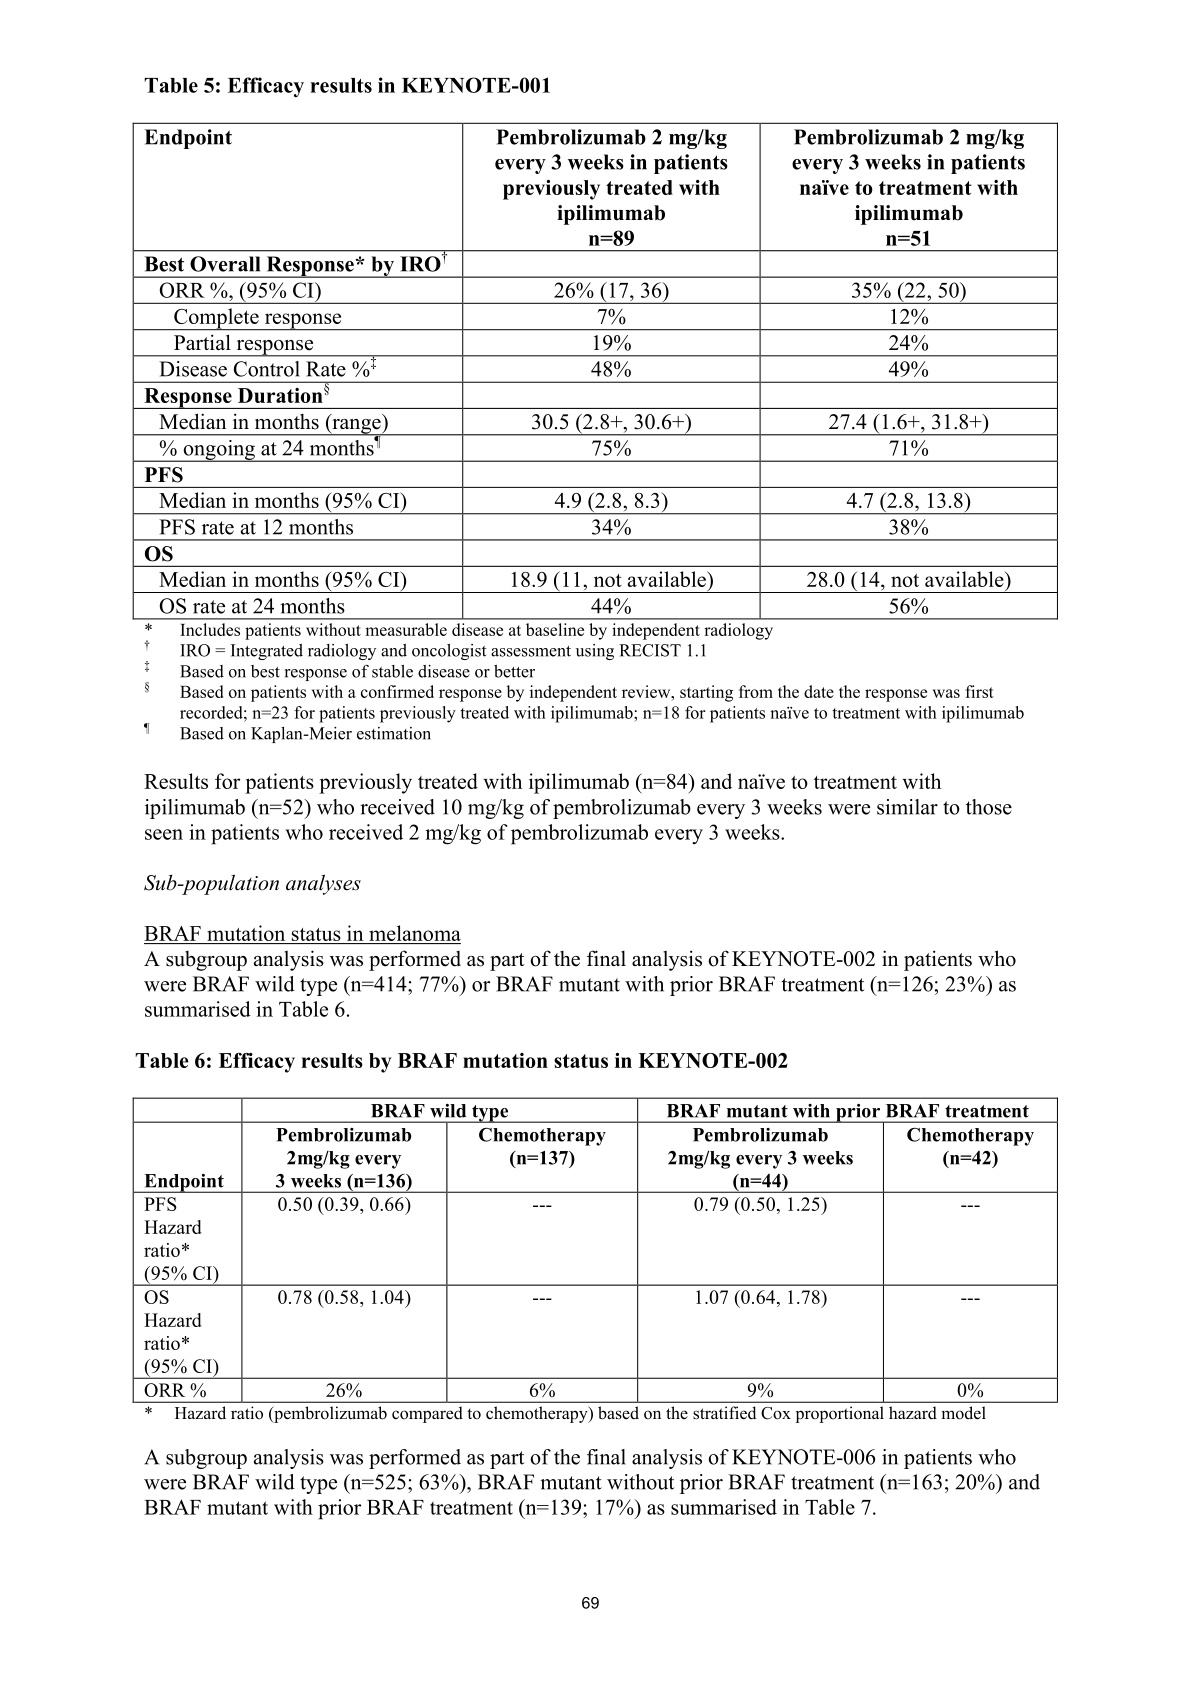 Table 5: Efficacy results in KEYNOTE-001
Endpoint
Pembrolizumab 2 mg/kg
every 3 weeks in patients
previously treated with
ipilimumab
n=89
Pembrolizumab 2 mg/kg
every 3 weeks in patients
naïve to treatment with
ipilimumab
n=51
Best Overall Response* by IRO†
ORR %, (95% CI) 26% (17, 36) 35% (22, 50)
Complete response 7% 12%
Partial response 19% 24%
Disease Control Rate %‡ 48% 49%
Response Duration§
Median in months (range) 30.5 (2.8+, 30.6+) 27.4 (1.6+, 31.8+)
% ongoing at 24 months¶ 75% 71%
PFS
Median in months (95% CI) 4.9 (2.8, 8.3) 4.7 (2.8, 13.8)
PFS rate at 12 months 34% 38%
OS
Median in months (95% CI) 18.9 (11, not available) 28.0 (14, not available)
OS rate at 24 months 44% 56%
* Includes patients without measurable disease at baseline by independent radiology
† IRO = Integrated radiology and oncologist assessment using RECIST 1.1
‡ Based on best response of stable disease or better
§ Based on patients with a confirmed response by independent review, starting from the date the response was first
recorded; n=23 for patients previously treated with ipilimumab; n=18 for patients naïve to treatment with ipilimumab
¶ Based on Kaplan-Meier estimation
Results for patients previously treated with ipilimumab (n=84) and naïve to treatment with
ipilimumab (n=52) who received 10 mg/kg of pembrolizumab every 3 weeks were similar to those
seen in patients who received 2 mg/kg of pembrolizumab every 3 weeks.
Sub-population analyses
BRAF mutation status in melanoma
A subgroup analysis was performed as part of the final analysis of KEYNOTE-002 in patients who
were BRAF wild type (n=414; 77%) or BRAF mutant with prior BRAF treatment (n=126; 23%) as
summarised in Table 6.
Table 6: Efficacy results by BRAF mutation status in KEYNOTE-002
BRAF wild type BRAF mutant with prior BRAF treatment
Endpoint
Pembrolizumab
2mg/kg every
3 weeks (n=136)
Chemotherapy
(n=137)
Pembrolizumab
2mg/kg every 3 weeks
(n=44)
Chemotherapy
(n=42)
PFS 0.50 (0.39, 0.66) --- 0.79 (0.50, 1.25) ---
Hazard
ratio*
(95% CI)
OS 0.78 (0.58, 1.04) --- 1.07 (0.64, 1.78) ---
Hazard
ratio*
(95% CI)
ORR % 26% 6% 9% 0%
* Hazard ratio (pembrolizumab compared to chemotherapy) based on the stratified Cox proportional hazard model
A subgroup analysis was performed as part of the final analysis of KEYNOTE-006 in patients who
were BRAF wild type (n=525; 63%), BRAF mutant without prior BRAF treatment (n=163; 20%) and
BRAF mutant with prior BRAF treatment (n=139; 17%) as summarised in Table 7.
69